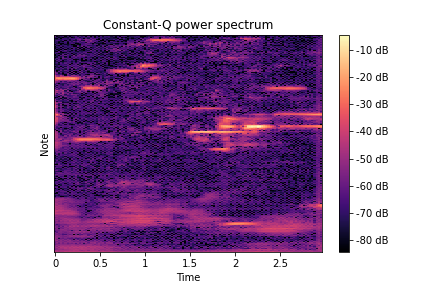 Constant-Q power spectrum
Note
-10 dB
-20 dB
-30 dB
-40 dB
-50 dB
-60 dB
-70 dB
-80 dB
0 0.5 1 1.5 2 2.5
Time